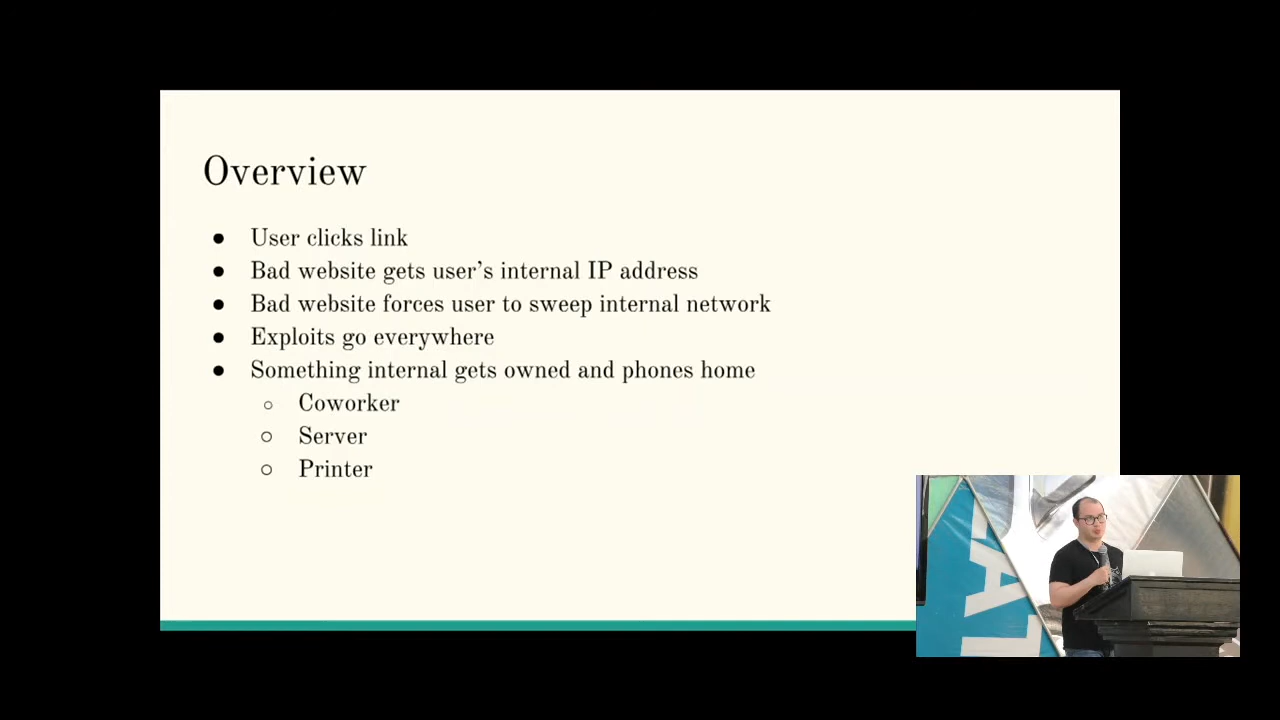 Overview
● User clicks link
● Bad website gets user’s internal IP address
● Bad website forces user to sweep internal network
● Exploits go everywhere
● Something internal gets owned and phones home
○ Coworker
○ Server
○ Printer